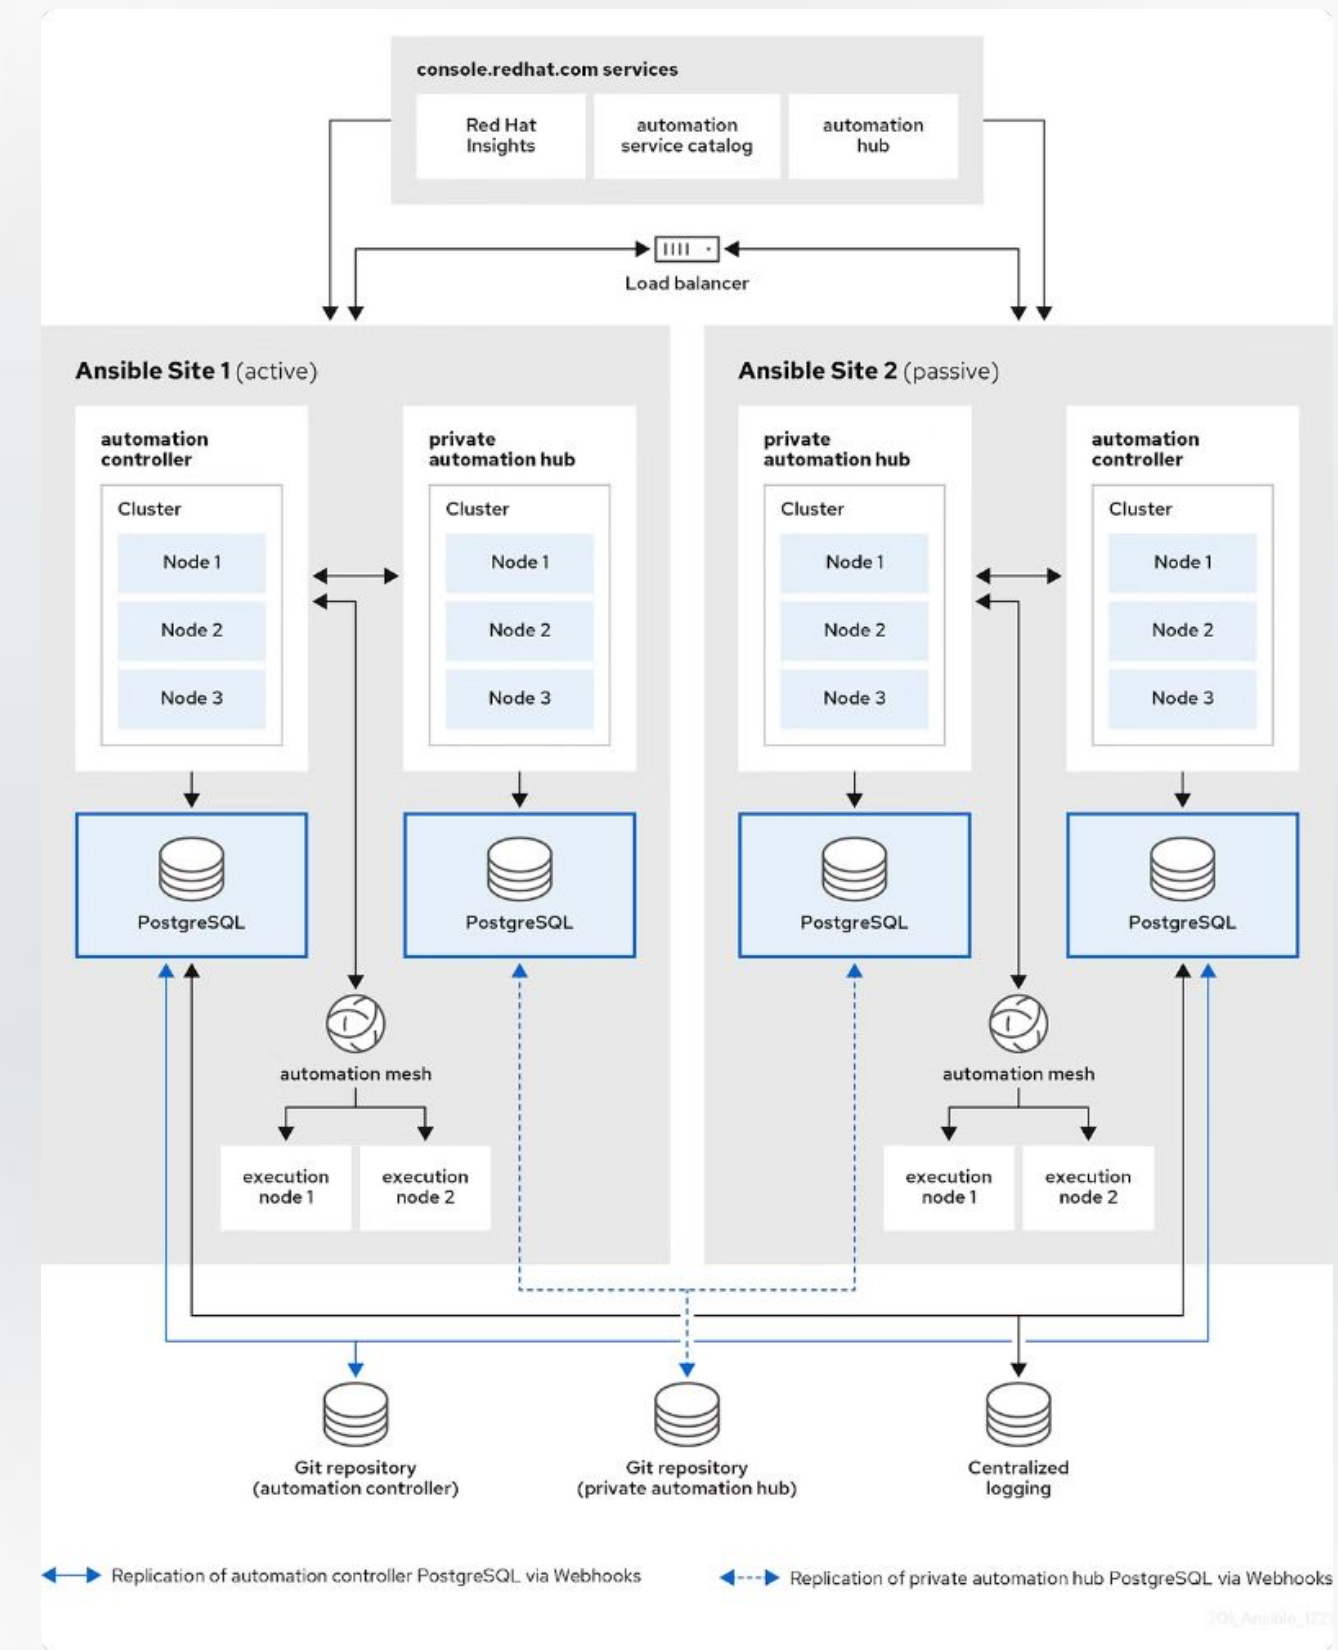 console.redhat.com services
Red Hat
Insights
automation
service catalog
automation
hub
Load balancer
Ansible Site 1 (active)
automation
controller
Cluster
Node 1
Node 2
Node 3
private
automation hub
Cluster
Node 1
Node 2
Node 3
PostgreSQL
PostgreSQL
automation mesh
execution
node 1
execution
node 2
Ansible Site 2 (passive)
private
automation hub
Cluster
Node 1
Node 2
Node 3
automation
controller
Cluster
Node 1
Node 2
Node 3
PostgreSQL
PostgreSQL
automation mesh
execution
node 1
execution
node 2
Git repository
(automation controller)
Git repository
(private automation hub)
Centralized
logging
Replication of automation controller PostgreSQL via Webhooks
Replication of private automation hub PostgreSQL via Webhooks